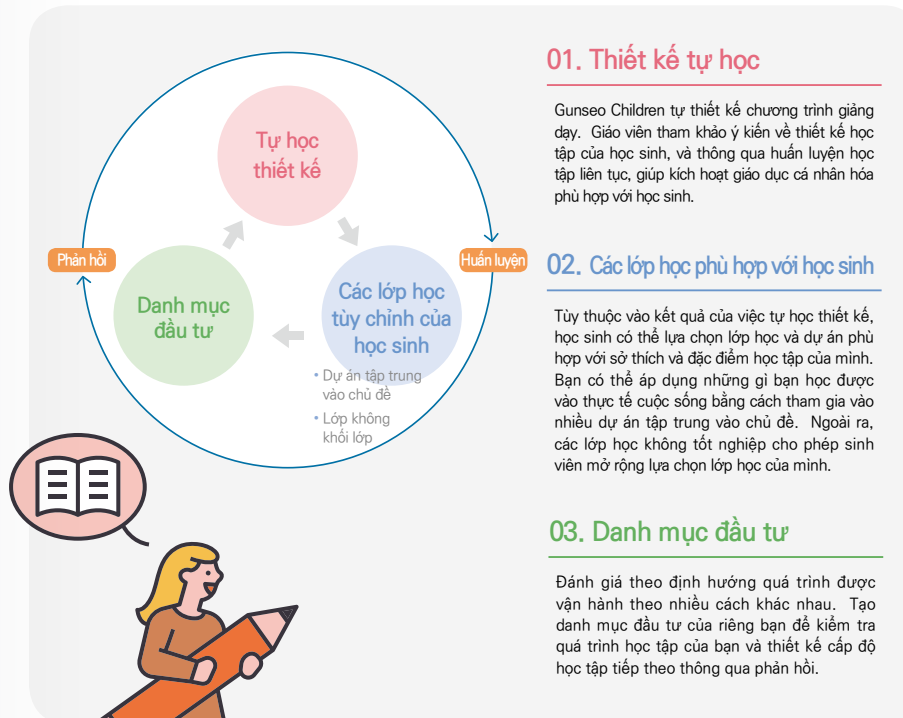 Tự học
thiết kế
Phản hồi
Huấn luyện
Danh mục
đầu tư
Các lớp học
tùy chỉnh của
học sinh
• Dự án tập trung
vào chủ đề
• Lớp không
khối lớp
01. Thiết kế tự học
Gunseo Children tự thiết kế chương trình giảng
dạy. Giáo viên tham khảo ý kiến về thiết kế học
tập của học sinh, và thông qua huấn luyện học
tập liên tục, giúp kích hoạt giáo dục cá nhân hóa
phù hợp với học sinh.
02. Các lớp học phù hợp với học sinh
Tùy thuộc vào kết quả của việc tự học thiết kế,
học sinh có thể lựa chọn lớp học và dự án phù
hợp với sở thích và đặc điểm học tập của mình.
Bạn có thể áp dụng những gì bạn học được
vào thực tế cuộc sống bằng cách tham gia vào
nhiều dự án tập trung vào chủ đề. Ngoài ra,
các lớp học không tốt nghiệp cho phép sinh
viên mở rộng lựa chọn lớp học của mình.
03. Danh mục đầu tư
Đánh giá theo định hướng quá trình được
vận hành theo nhiều cách khác nhau. Tạo
danh mục đầu tư của riêng bạn để kiểm tra
quá trình học tập của bạn và thiết kế cấp độ
học tập tiếp theo thông qua phản hồi.